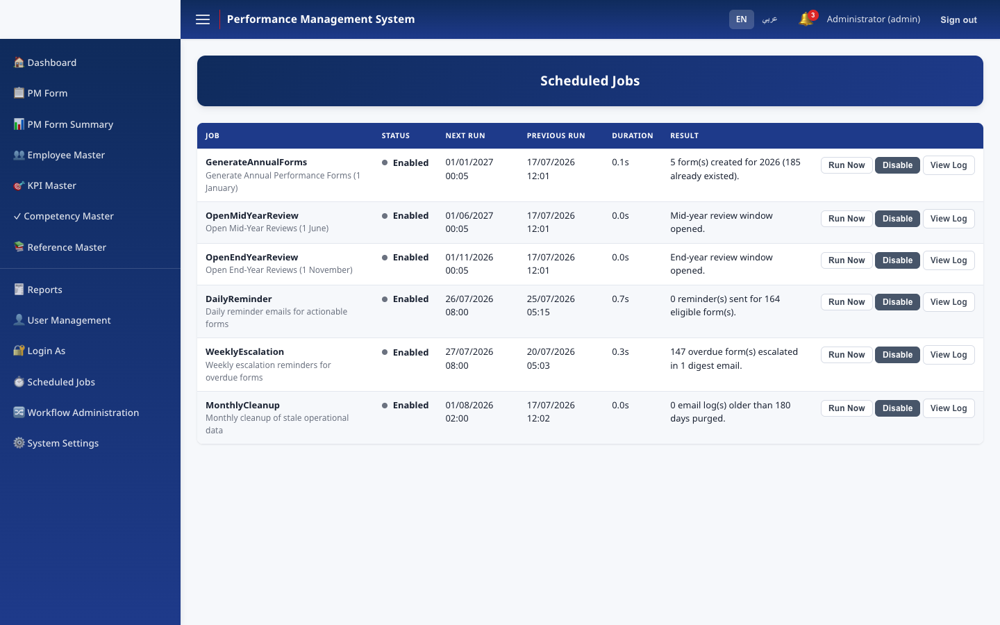 Performance Management System
EN
عربي
3
Administrator (admin)
Sign out
Dashboard
PM Form
PM Form Summary
Employee Master
KPI Master
Competency Master
Reference Master
Reports
User Management
Login As
Scheduled Jobs
Workflow Administration
System Settings
Scheduled Jobs
JOB STATUS NEXT RUN PREVIOUS RUN DURATION RESULT
GenerateAnnualForms
Generate Annual Performance Forms (1
January)
Enabled
01/01/2027
00:05
17/07/2026
12:01
0.1s
5 form(s) created for 2026 (185
already existed).
Run Now Disable View Log
OpenMidYearReview
Open Mid-Year Reviews (1 June)
Enabled
01/06/2027
00:05
17/07/2026
12:01
0.0s
Mid-year review window
opened.
Run Now Disable View Log
OpenEndYearReview
Open End-Year Reviews (1 November)
Enabled
01/11/2026
00:05
17/07/2026
12:01
0.0s
End-year review window
opened.
Run Now Disable View Log
DailyReminder
Daily reminder emails for actionable
forms
Enabled
26/07/2026
08:00
25/07/2026
05:15
0.7s
0 reminder(s) sent for 164
eligible form(s).
Run Now Disable View Log
WeeklyEscalation
Weekly escalation reminders for
overdue forms
Enabled
27/07/2026
08:00
20/07/2026
05:03
0.3s
147 overdue form(s) escalated
in 1 digest email.
Run Now Disable View Log
MonthlyCleanup
Monthly cleanup of stale operational
data
Enabled
01/08/2026
02:00
17/07/2026
12:02
0.0s
0 email log(s) older than 180
days purged.
Run Now Disable View Log